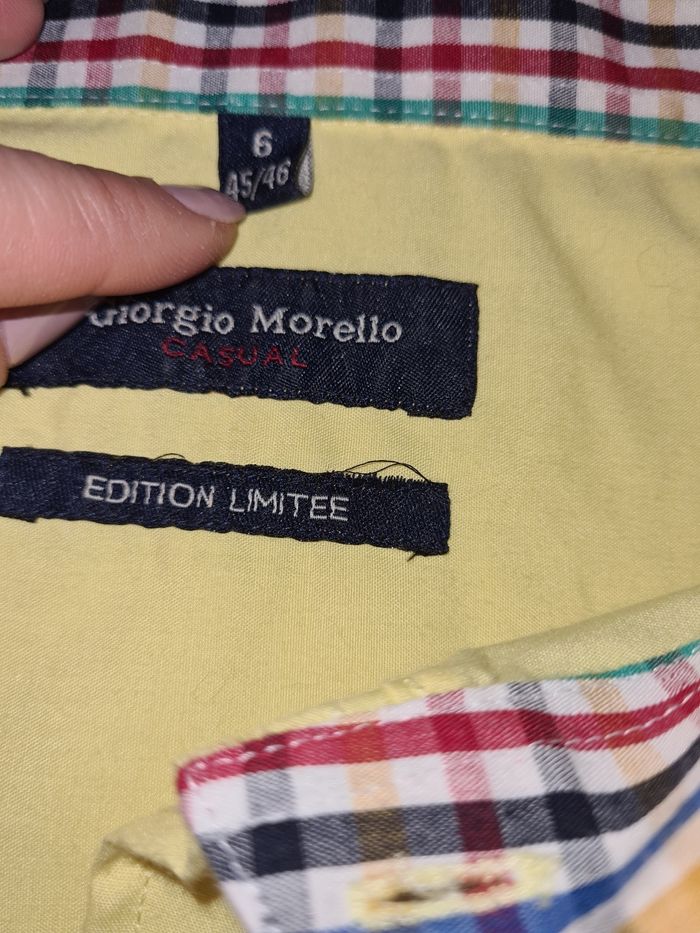 6
45/46
Giorgio Morello
CASUAL
EDITION LIMITEE